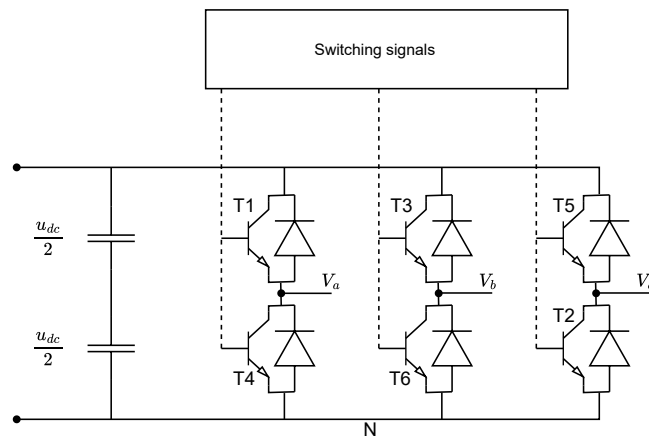 Switching signals
T1
T3
T5
u_dc/2
V_a
V_b
V
u_dc/2
T2
T4
T6
N